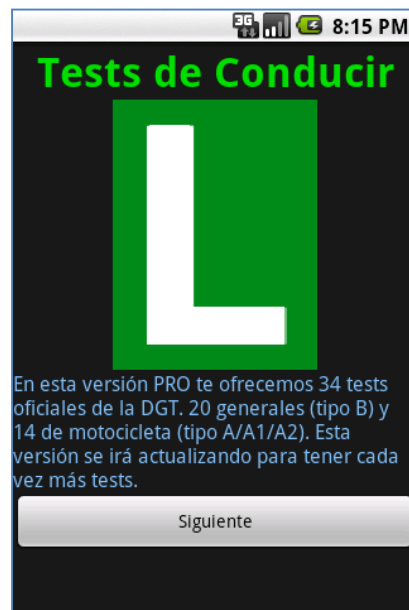 3G
8:15 PM
Tests de Conducir
L
En esta versión PRO te ofrecemos 34 tests
oficiales de la DGT. 20 generales (tipo B) y
14 de motocicleta (tipo A/A1/A2). Esta
versión se irá actualizando para tener cada
vez más tests.
Siguiente